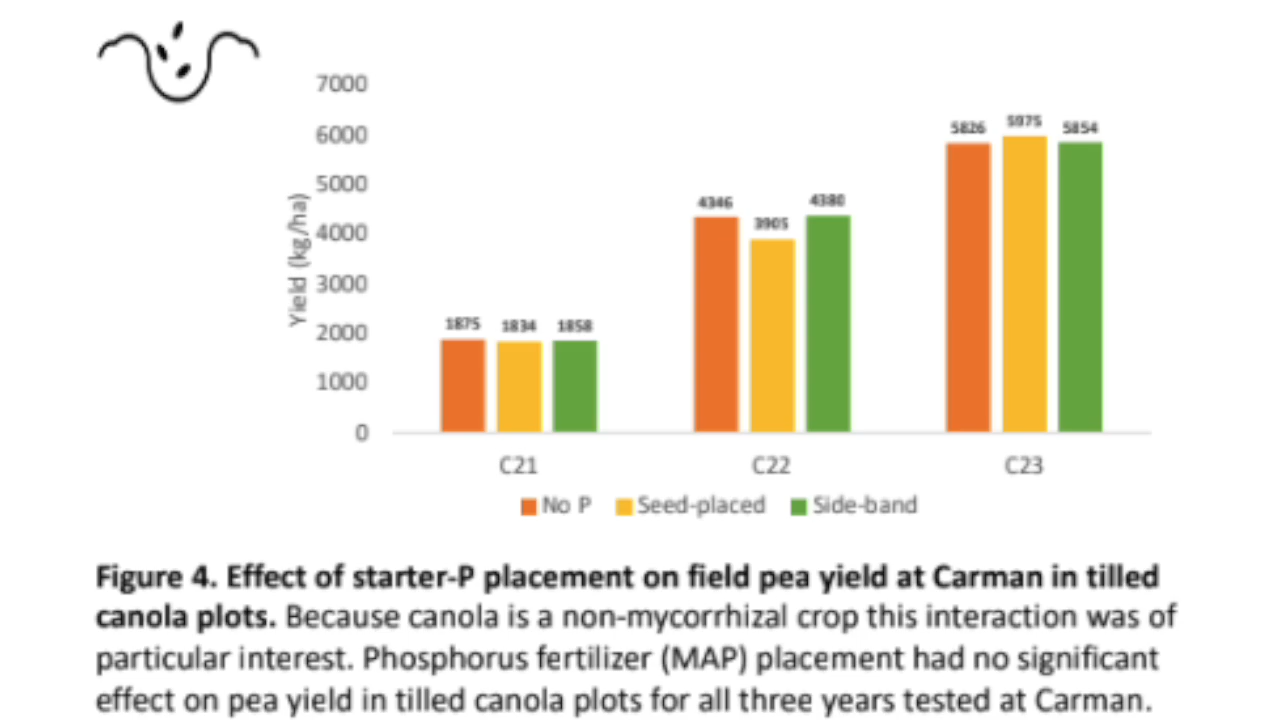 7000
6000
5000
4000
3000
2000
1000
0
Yield (kg/ha)
1875 1834 1858
4346 3905 4380
5826 5975 5854
C21 C22 C23
No P Seed-placed Side-band
Figure 4. Effect of starter-P placement on field pea yield at Carman in tilled
canola plots. Because canola is a non-mycorrhizal crop this interaction was of
particular interest. Phosphorus fertilizer (MAP) placement had no significant
effect on pea yield in tilled canola plots for all three years tested at Carman.